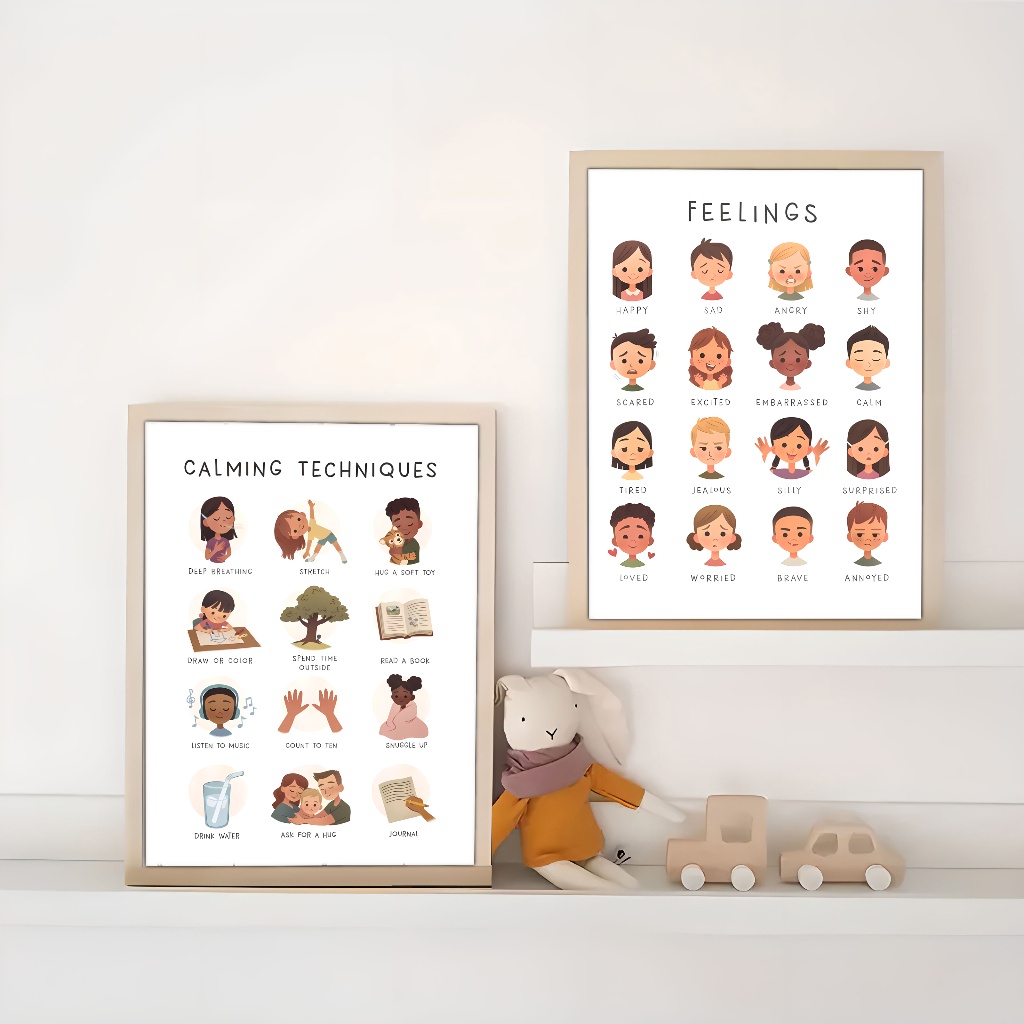 FEELINGS
HAPPY SAD ANGRY SHY
SCARED EXCITED EMBARRASSED CALM
TIRED JEALOUS SILLY SURPRISED
LOVED WORRIED BRAVE ANNOYED
CALMING TECHNIQUES
DEEP BREATHING STRETCH HUG A SOFT TOY
DRAW OR COLOR SPEND TIME OUTSIDE READ A BOOK
LISTEN TO MUSIC COUNT TO TEN SNUGGLE UP
DRINK WATER ASK FOR A HUG JOURNAL